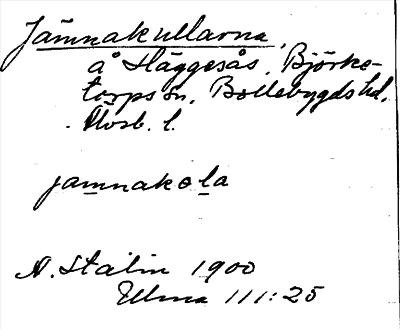 Jämnakullarna,
å Häggesås, Björke-
torps sn, Bollebygds hd,
Älvsb. l.
jamnakola
A. Stalin 1900
Ulma 111:25